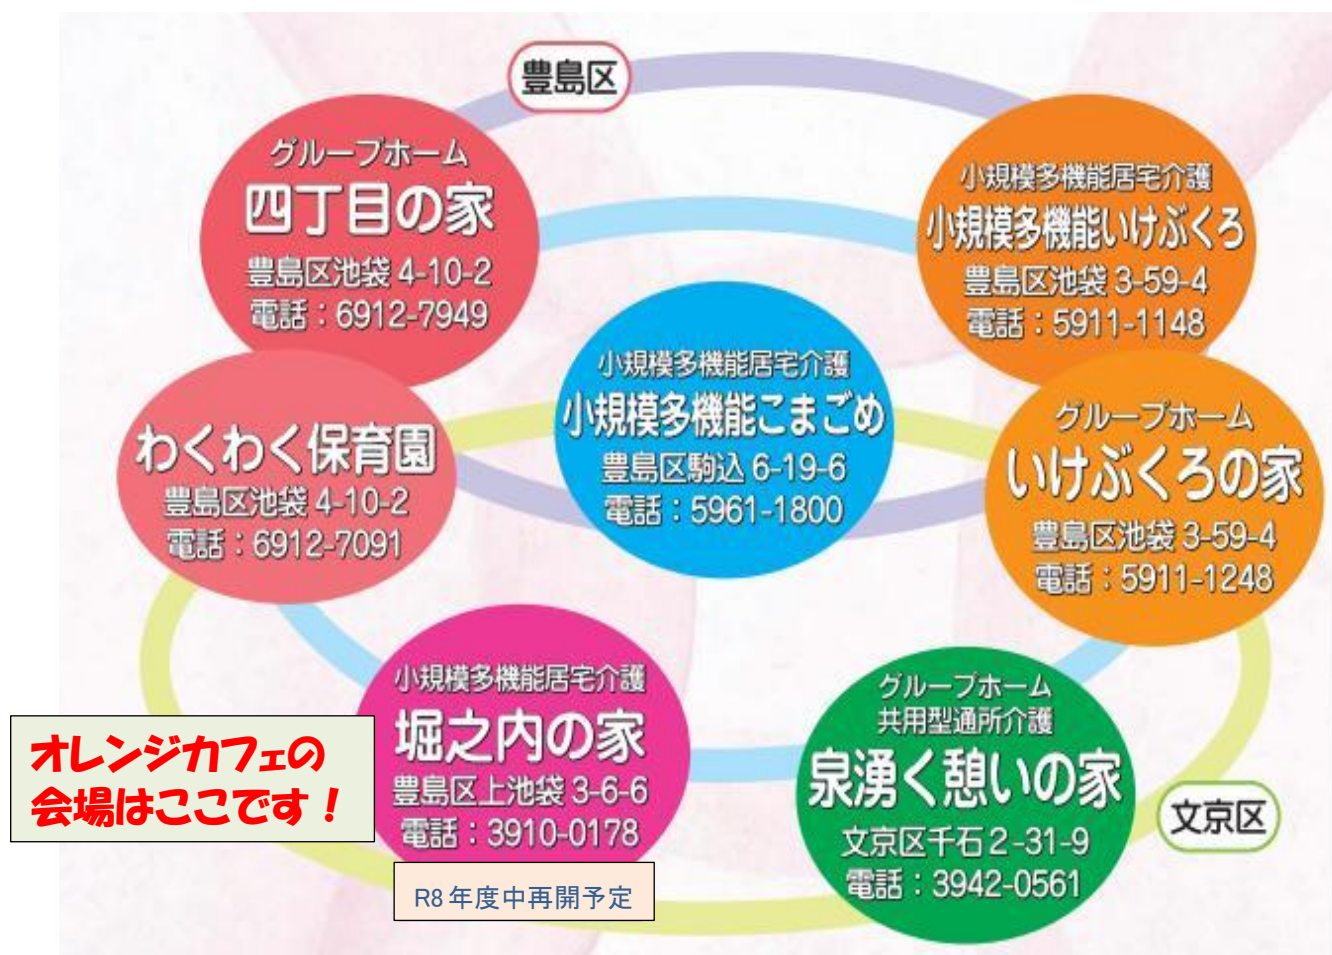 豊島区
グループホーム
四丁目の家
豊島区池袋 4-10-2
電話：6912-7949
小規模多機能居宅介護
小規模多機能いけぶくろ
豊島区池袋 3-59-4
電話：5911-1148
小規模多機能居宅介護
小規模多機能こまごめ
豊島区駒込 6-19-6
電話：5961-1800
わくわく保育園
豊島区池袋 4-10-2
電話：6912-7091
グループホーム
いけぶくろの家
豊島区池袋 3-59-4
電話：5911-1248
小規模多機能居宅介護
堀之内の家
豊島区上池袋 3-6-6
電話：3910-0178
オレンジカフェの
会場はここです！
R8年度中再開予定
グループホーム
共用型通所介護
泉湧く憩いの家
文京区千石 2-31-9
電話：3942-0561
文京区